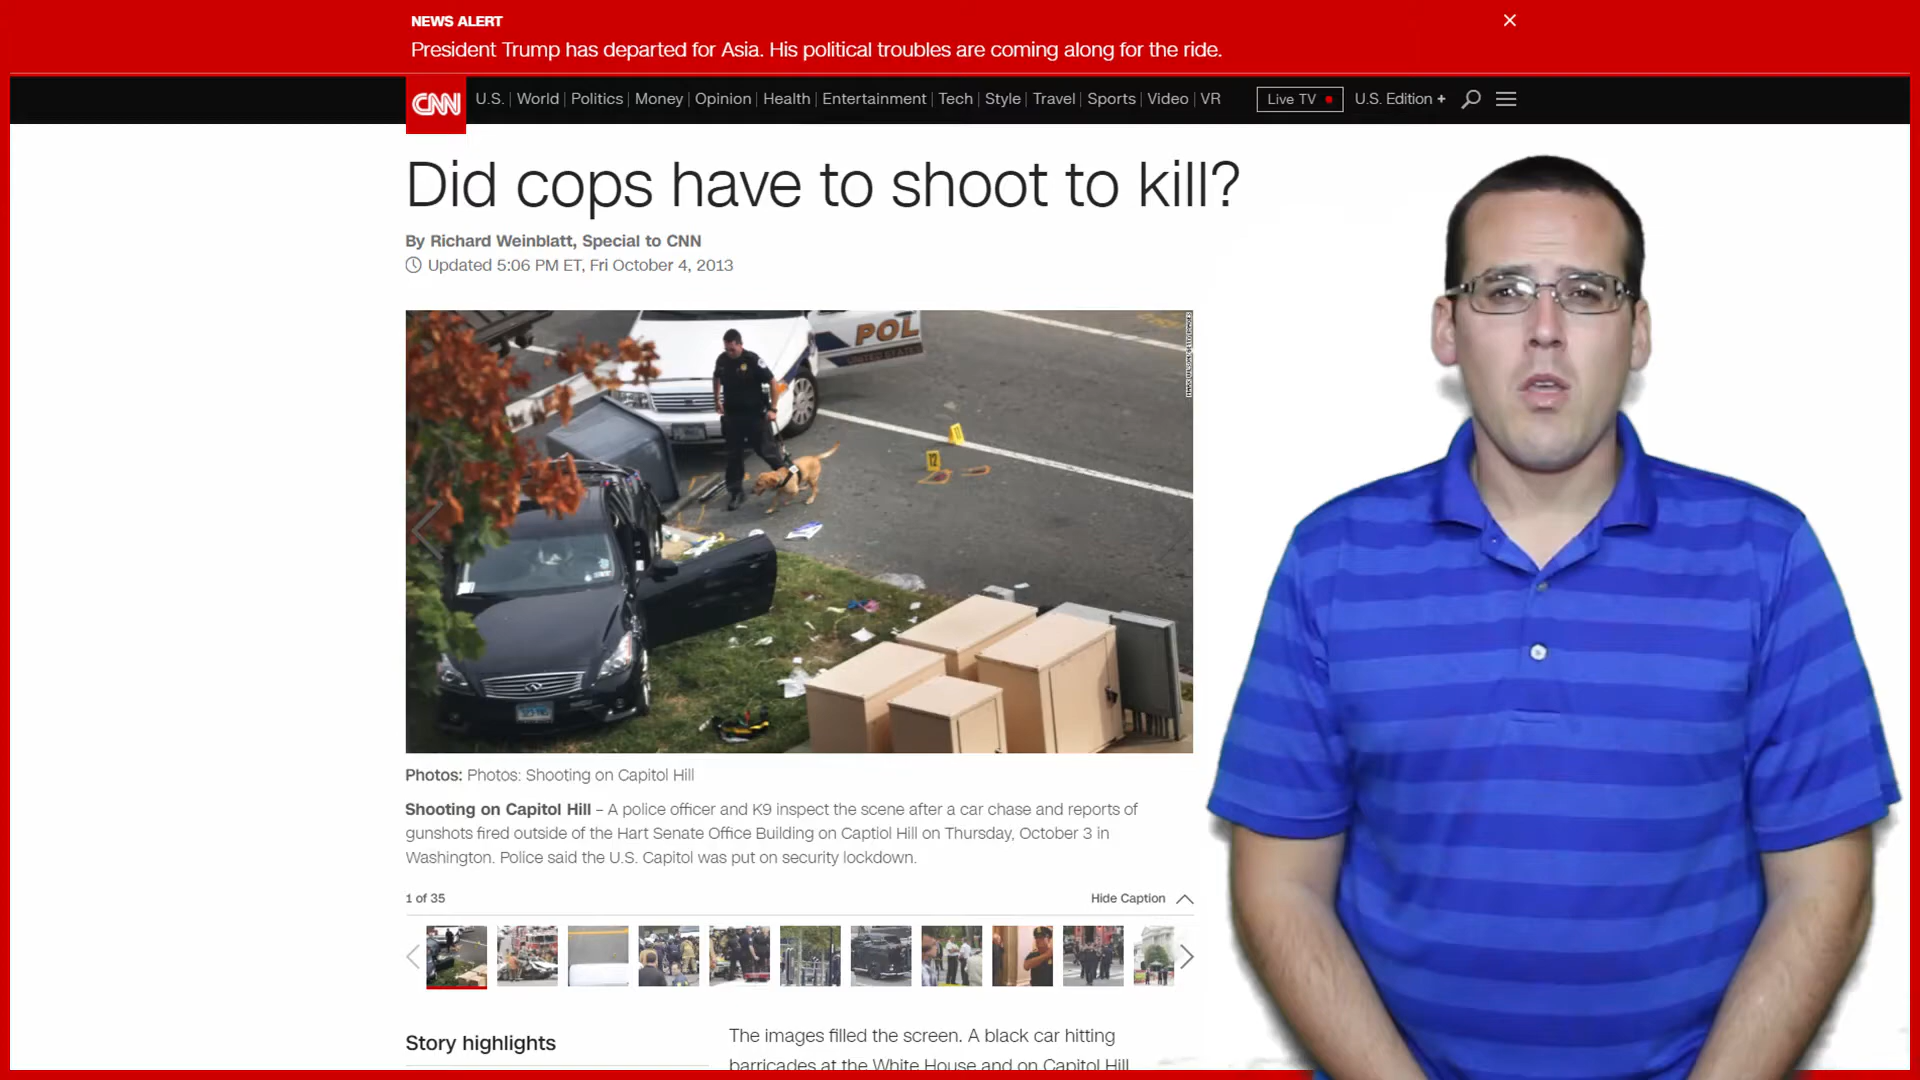 NEWS ALERT
President Trump has departed for Asia. His political troubles are coming along for the ride.
CNN
U.S. | World | Politics | Money | Opinion | Health | Entertainment | Tech | Style | Travel | Sports | Video | VR
Live TV
U.S. Edition +
Did cops have to shoot to kill?
By Richard Weinblatt, Special to CNN
Updated 5:06 PM ET, Fri October 4, 2013
POL
UNITED STATES
12
Photos: Photos: Shooting on Capitol Hill
Shooting on Capitol Hill – A police officer and K9 inspect the scene after a car chase and reports of
gunshots fired outside of the Hart Senate Office Building on Captiol Hill on Thursday, October 3 in
Washington. Police said the U.S. Capitol was put on security lockdown.
1 of 35
Hide Caption
Story highlights
The images filled the screen. A black car hitting
barricades at the White House and on Capitol Hill